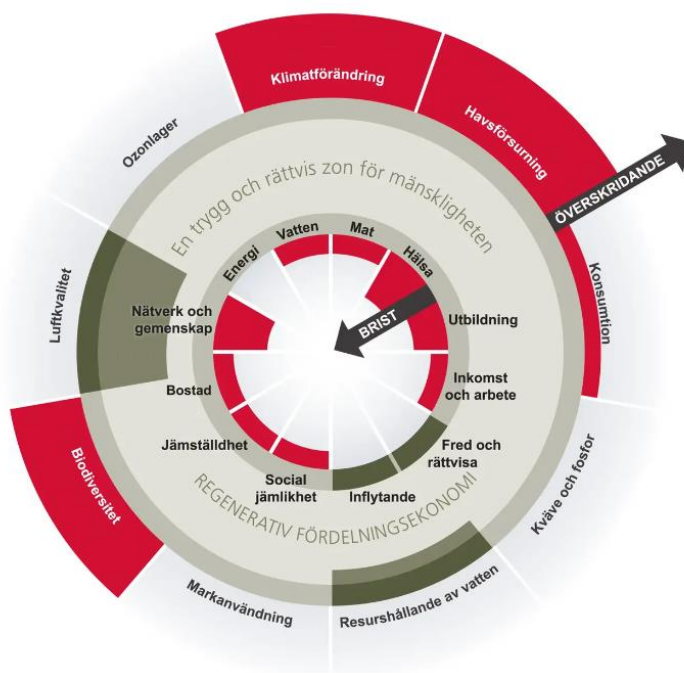 Klimatförändring
Havsförsurning
ÖVERSKRIDANDE
Konsumtion
Kväve och fosfor
Resurshållande av vatten
Markanvändning
Biodiversitet
Luftkvalitet
Ozonlager
En trygg och rättvis zon för mänskligheten
Vatten
Mat
Hälsa
Utbildning
Inkomst
och arbete
Fred och
rättvisa
Inflytande
Social
jämlikhet
Jämställdhet
Bostad
Nätverk och
gemenskap
Energi
BRIST
REGENERATIV FÖRDELNINGSEKONOMI